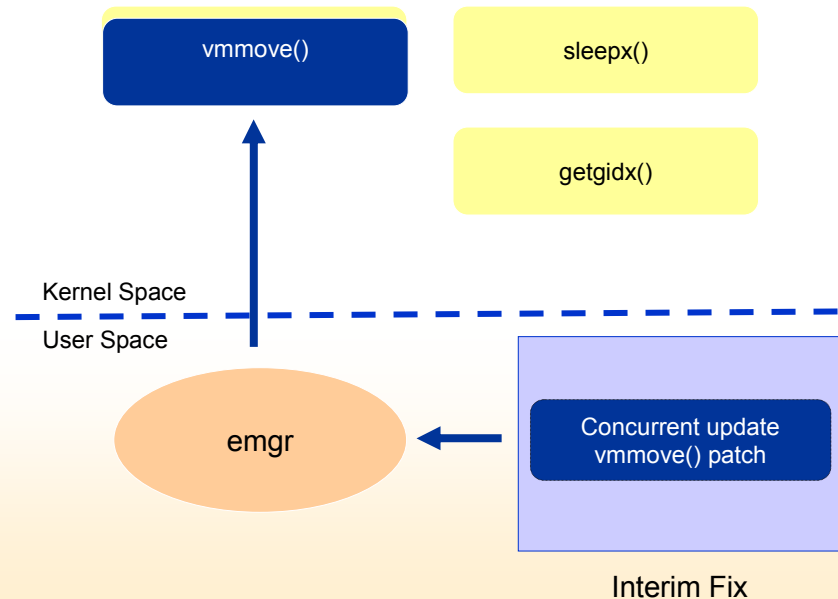 vmmove()
sleepx()
getgidx()
Kernel Space
User Space
emgr
Concurrent update
vmmove() patch
Interim Fix